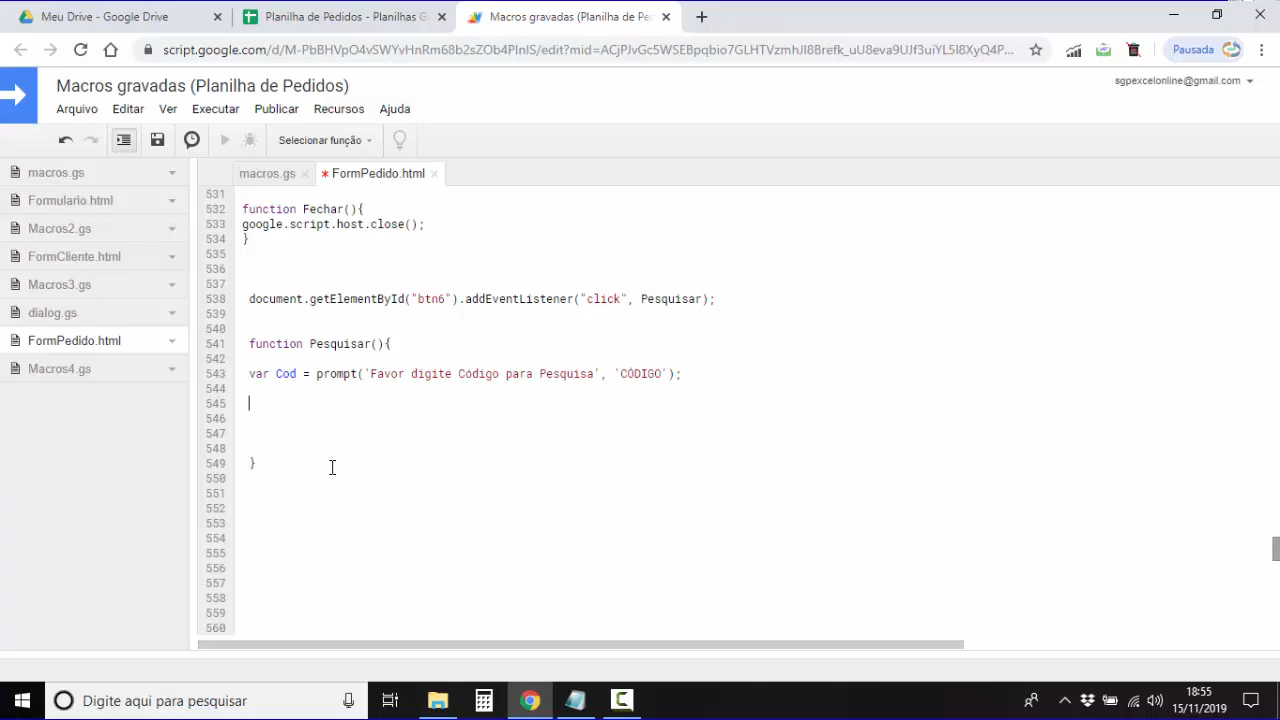 Meu Drive - Google Drive
Planilha de Pedidos - Planilhas G
Macros gravadas (Planilha de Pe
script.google.com/d/M-PbBHVpO4vSWYvHnRm68b2sZOb4PInIS/edit?mid=ACjPJvGc5WSEBpqbio7GLHTVzmhJI88refk_uU8eva9UJf3uiYL5I8XyQ4P...
Pausada
Macros gravadas (Planilha de Pedidos)
sgpexcelonline@gmail.com
Arquivo Editar Ver Executar Publicar Recursos Ajuda
Selecionar função
macros.gs
Formulario.html
Macros2.gs
FormCliente.html
Macros3.gs
dialog.gs
FormPedido.html
Macros4.gs
macros.gs
* FormPedido.html
531
532 function Fechar(){
533 google.script.host.close();
534 }
535
536
537
538 document.getElementById("btn6").addEventListener("click", Pesquisar);
539
540
541 function Pesquisar(){
542
543 var Cod = prompt('Favor digite Código para Pesquisa', 'CÓDIGO');
544
545
546
547
548
549 }
550
551
552
553
554
555
556
557
558
559
560
Digite aqui para pesquisar
18:55
15/11/2019